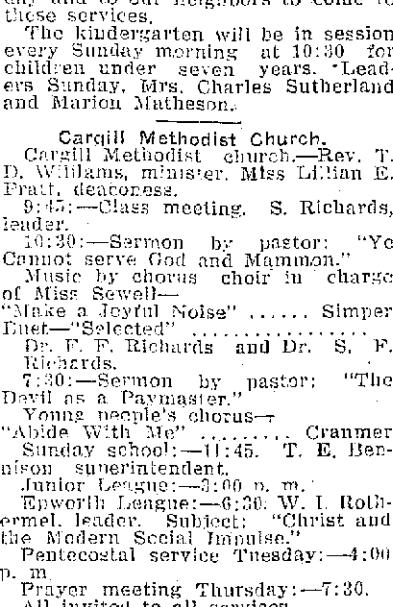 day and to our neighbors to come to
these services.
The kindergarten will be in session
every Sunday morning at 10:30 for
children under seven years. Lead-
ers Sunday, Mrs. Charles Sutherland
and Marion Matheson.
Cargill Methodist Church.
Cargill Methodist church.—Rev. T.
D. Williams, minister. Miss Lillian E.
Pratt, deaconess.
9:45:—Class meeting. S. Richards,
leader.
10:30:—Sermon by pastor: "Ye
Cannot serve God and Mammon."
Music by chorus choir in charge
of Miss Sewell—
"Make a Joyful Noise" ...... Simper
Duet—"Selected" ..................
Dr. F. F. Richards and Dr. S. F.
Richards.
7:30:—Sermon by pastor: "The
Devil as a Paymaster."
Young people's chorus—
"Abide With Me" ......... Cranmer
Sunday school:—11:45. T. E. Ben-
nison superintendent.
Junior League:—3:00 p. m.
Epworth League:—6:30. W. I. Roth-
ermel, leader. Subject: "Christ and
the Modern Social Impulse."
Pentecostal service Tuesday:—4:00
p. m.
Prayer meeting Thursday:—7:30.
All invited to all services.